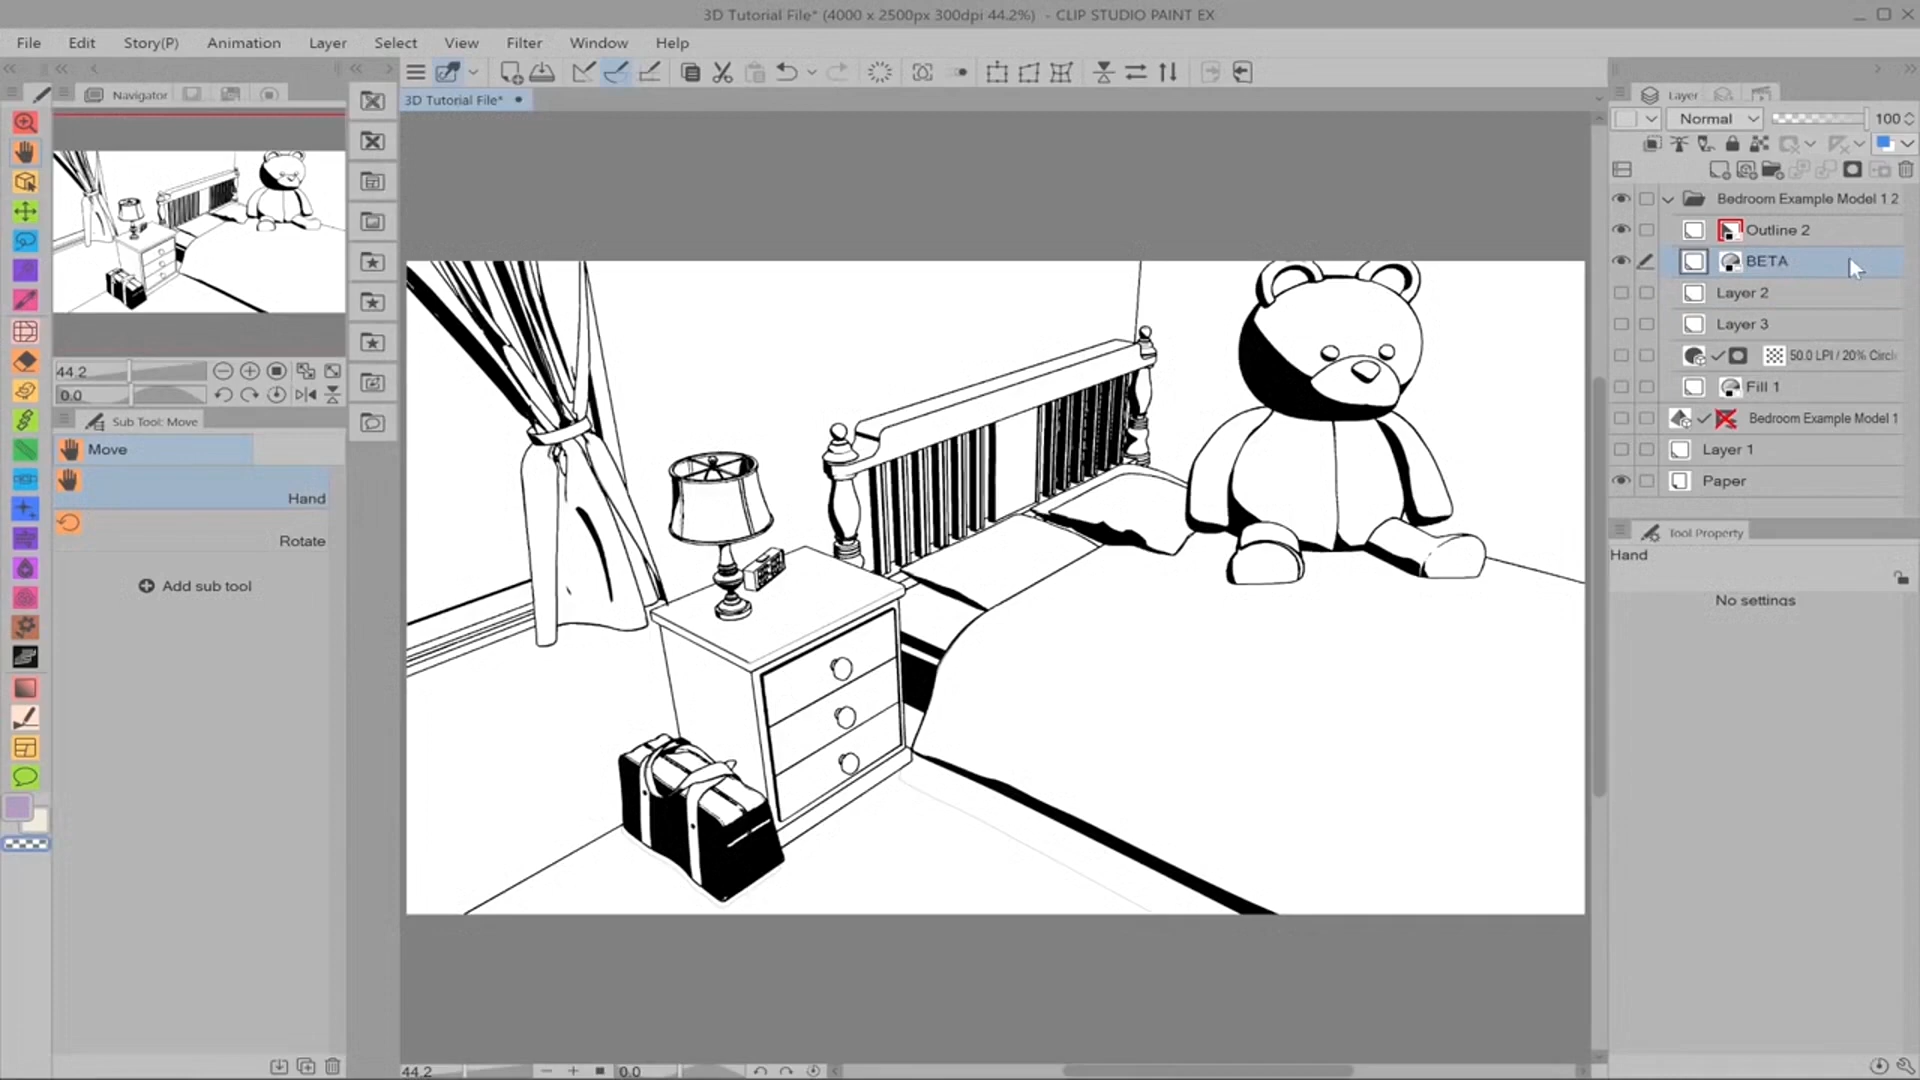 3D Tutorial File* (4000 x 2500px 300dpi 44.2%) - CLIP STUDIO PAINT EX
File Edit Story(P) Animation Layer Select View Filter Window Help
Navigator
3D Tutorial File*
Layer
Normal 100
Bedroom Example Model 1 2
Outline 2
BETA
Layer 2
Layer 3
50.0 LPI / 20% Circl
Fill 1
Bedroom Example Model 1
Layer 1
Paper
44.2
0.0
Sub Tool: Move
Move
Hand
Rotate
Add sub tool
Tool Property
Hand
No settings
44.2 0.0